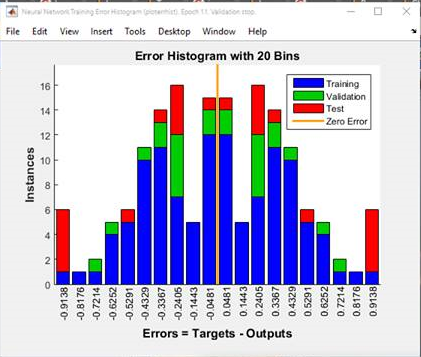 Neural Network Training Error Histogram (ploterrhist), Epoch 11, Validation stop.
File Edit View Insert Tools Desktop Window Help
Error Histogram with 20 Bins
Training
Validation
Test
Zero Error
Instances
16
14
12
10
8
6
4
2
0
-0.9138 -0.8176 -0.7214 -0.6252 -0.5291 -0.4329 -0.3367 -0.2405 -0.1443 -0.0481 0.0481 0.1443 0.2405 0.3367 0.4329 0.5291 0.6252 0.7214 0.8176 0.9138
Errors = Targets - Outputs